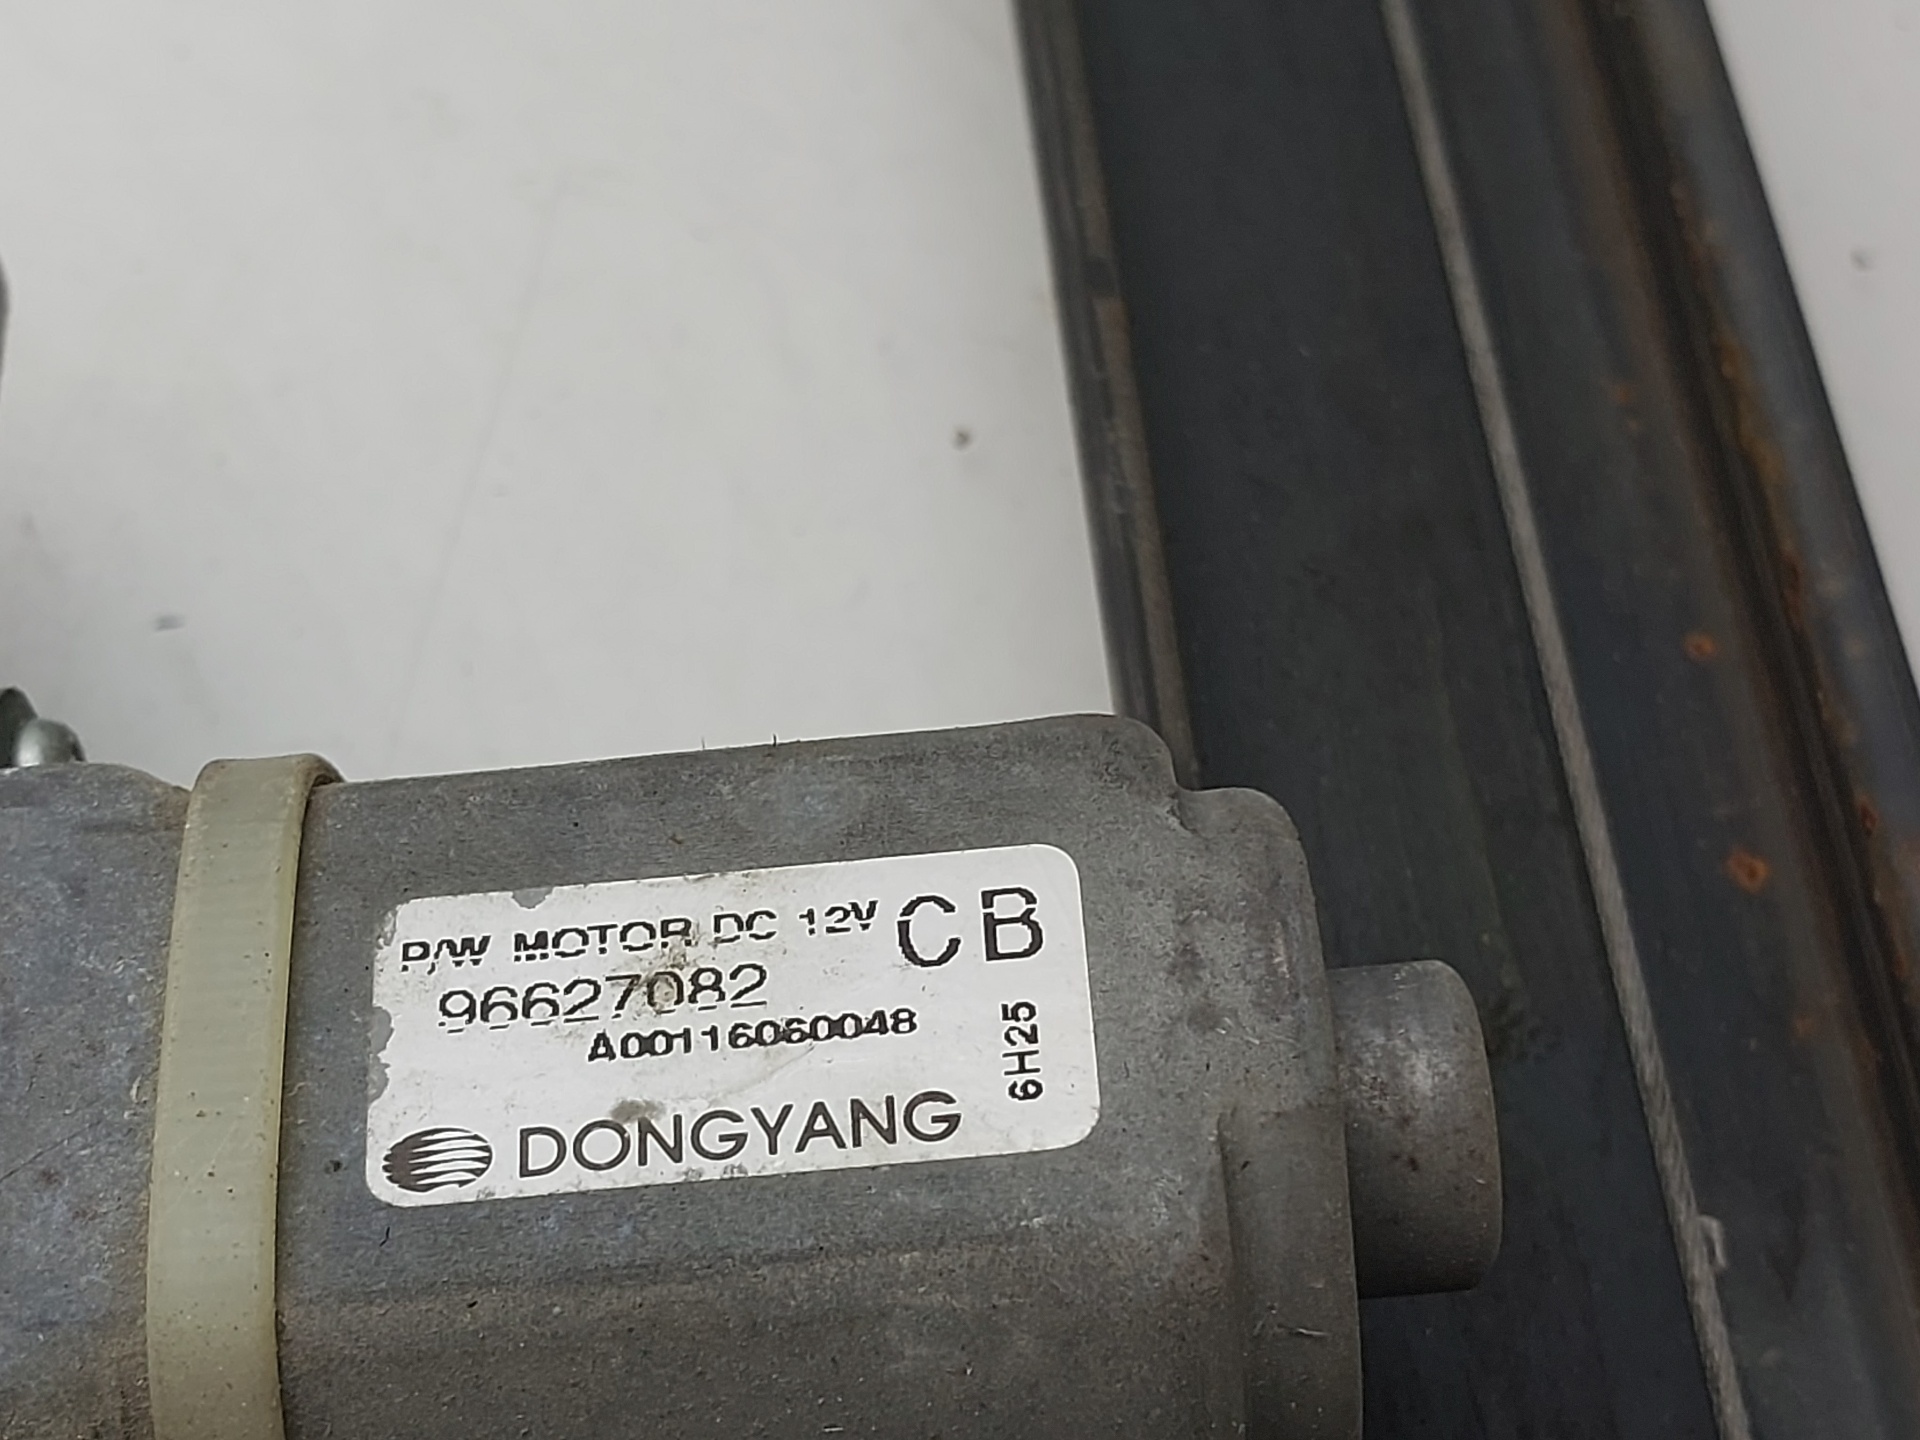 P/W MOTOR DC 12V CB
96627082
A00116060048
6H25
DONGYANG